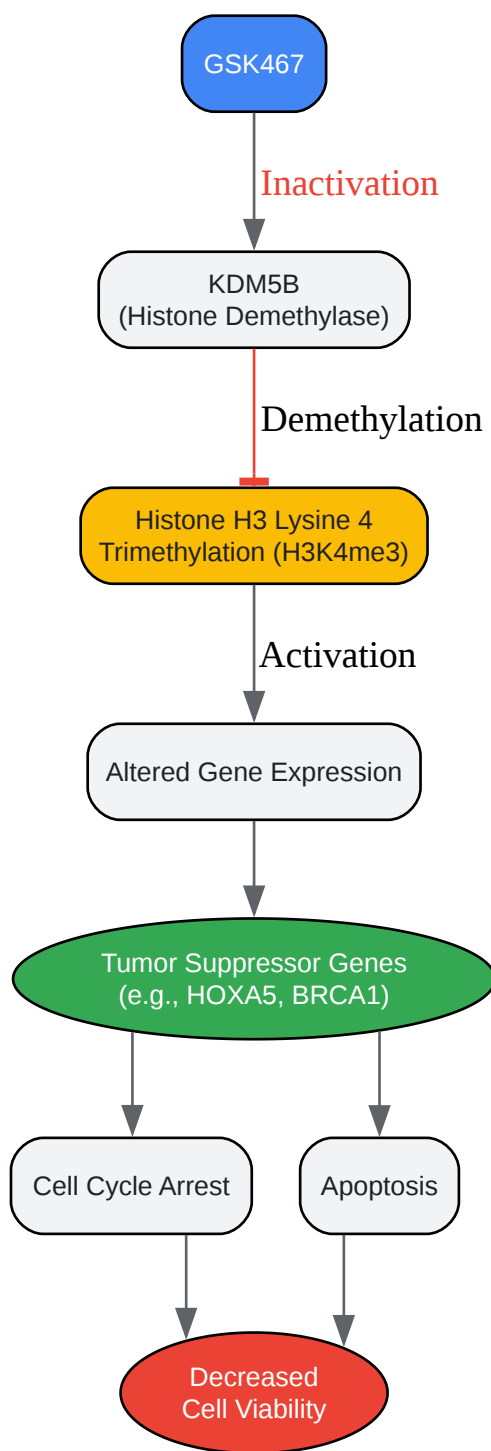 GSK467
Inactivation
KDM5B
(Histone Demethylase)
Demethylation
Histone H3 Lysine 4
Trimethylation (H3K4me3)
Activation
Altered Gene Expression
Tumor Suppressor Genes
(e.g., HOXA5, BRCA1)
Cell Cycle Arrest
Apoptosis
Decreased
Cell Viability